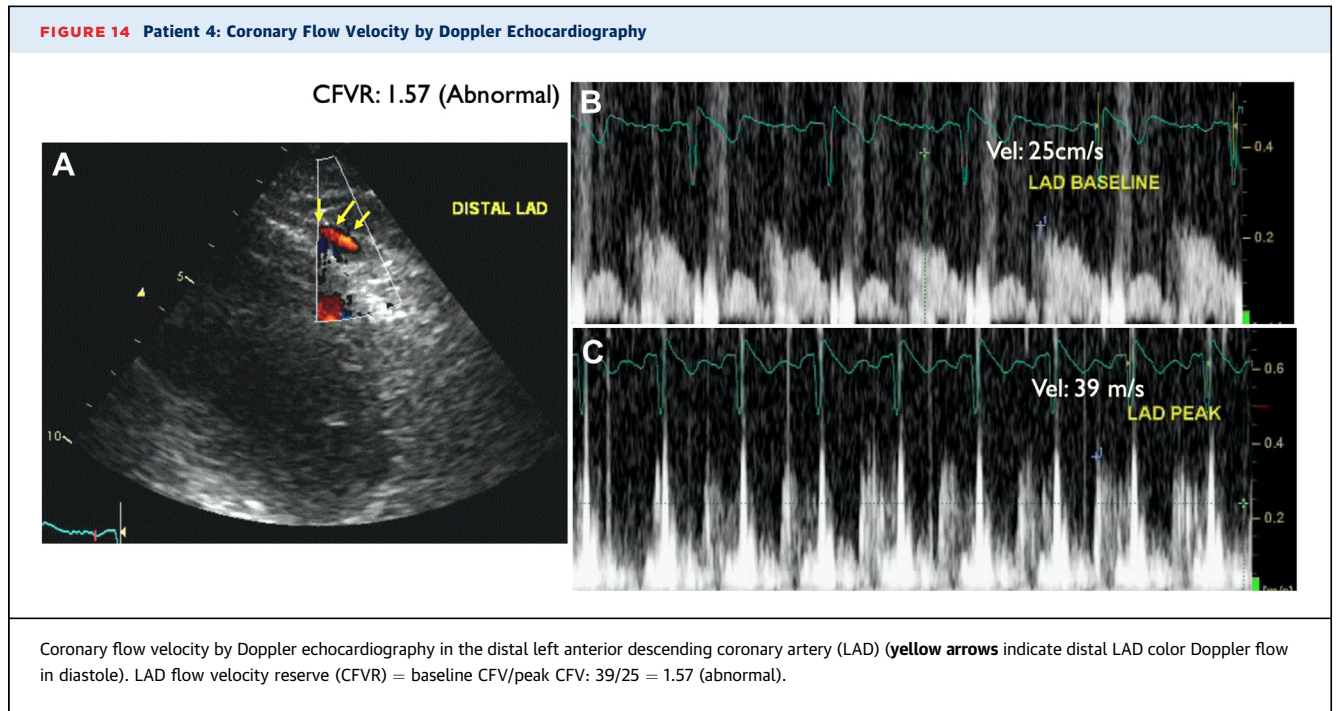 FIGURE 14 Patient 4: Coronary Flow Velocity by Doppler Echocardiography
CFVR: 1.57 (Abnormal)
A
DISTAL LAD
5
10
B
Vel: 25cm/s
LAD BASELINE
1
0.4
0.2
C
Vel: 39 m/s
LAD PEAK
1
0.6
0.4
0.2
Coronary flow velocity by Doppler echocardiography in the distal left anterior descending coronary artery (LAD) (yellow arrows indicate distal LAD color Doppler flow
in diastole). LAD flow velocity reserve (CFVR) = baseline CFV/peak CFV: 39/25 = 1.57 (abnormal).